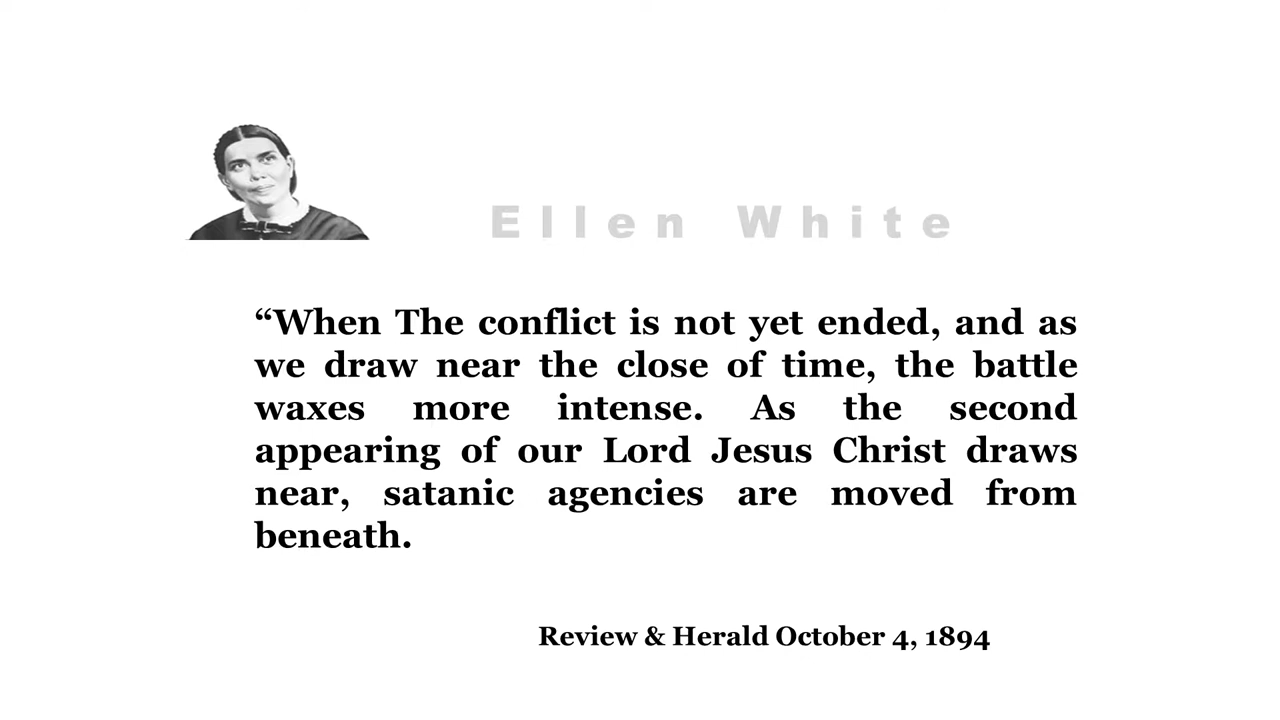 Ellen White
“When The conflict is not yet ended, and as
we draw near the close of time, the battle
waxes more intense. As the second
appearing of our Lord Jesus Christ draws
near, satanic agencies are moved from
beneath.
Review & Herald October 4, 1894